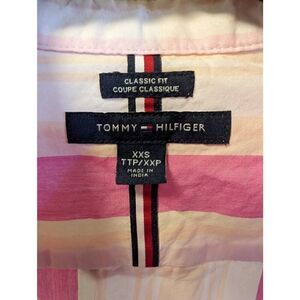 CLASSIC FIT
COUPE CLASSIQUE
TOMMY HILFIGER
XXS
TTP/XXP
MADE IN
INDIA